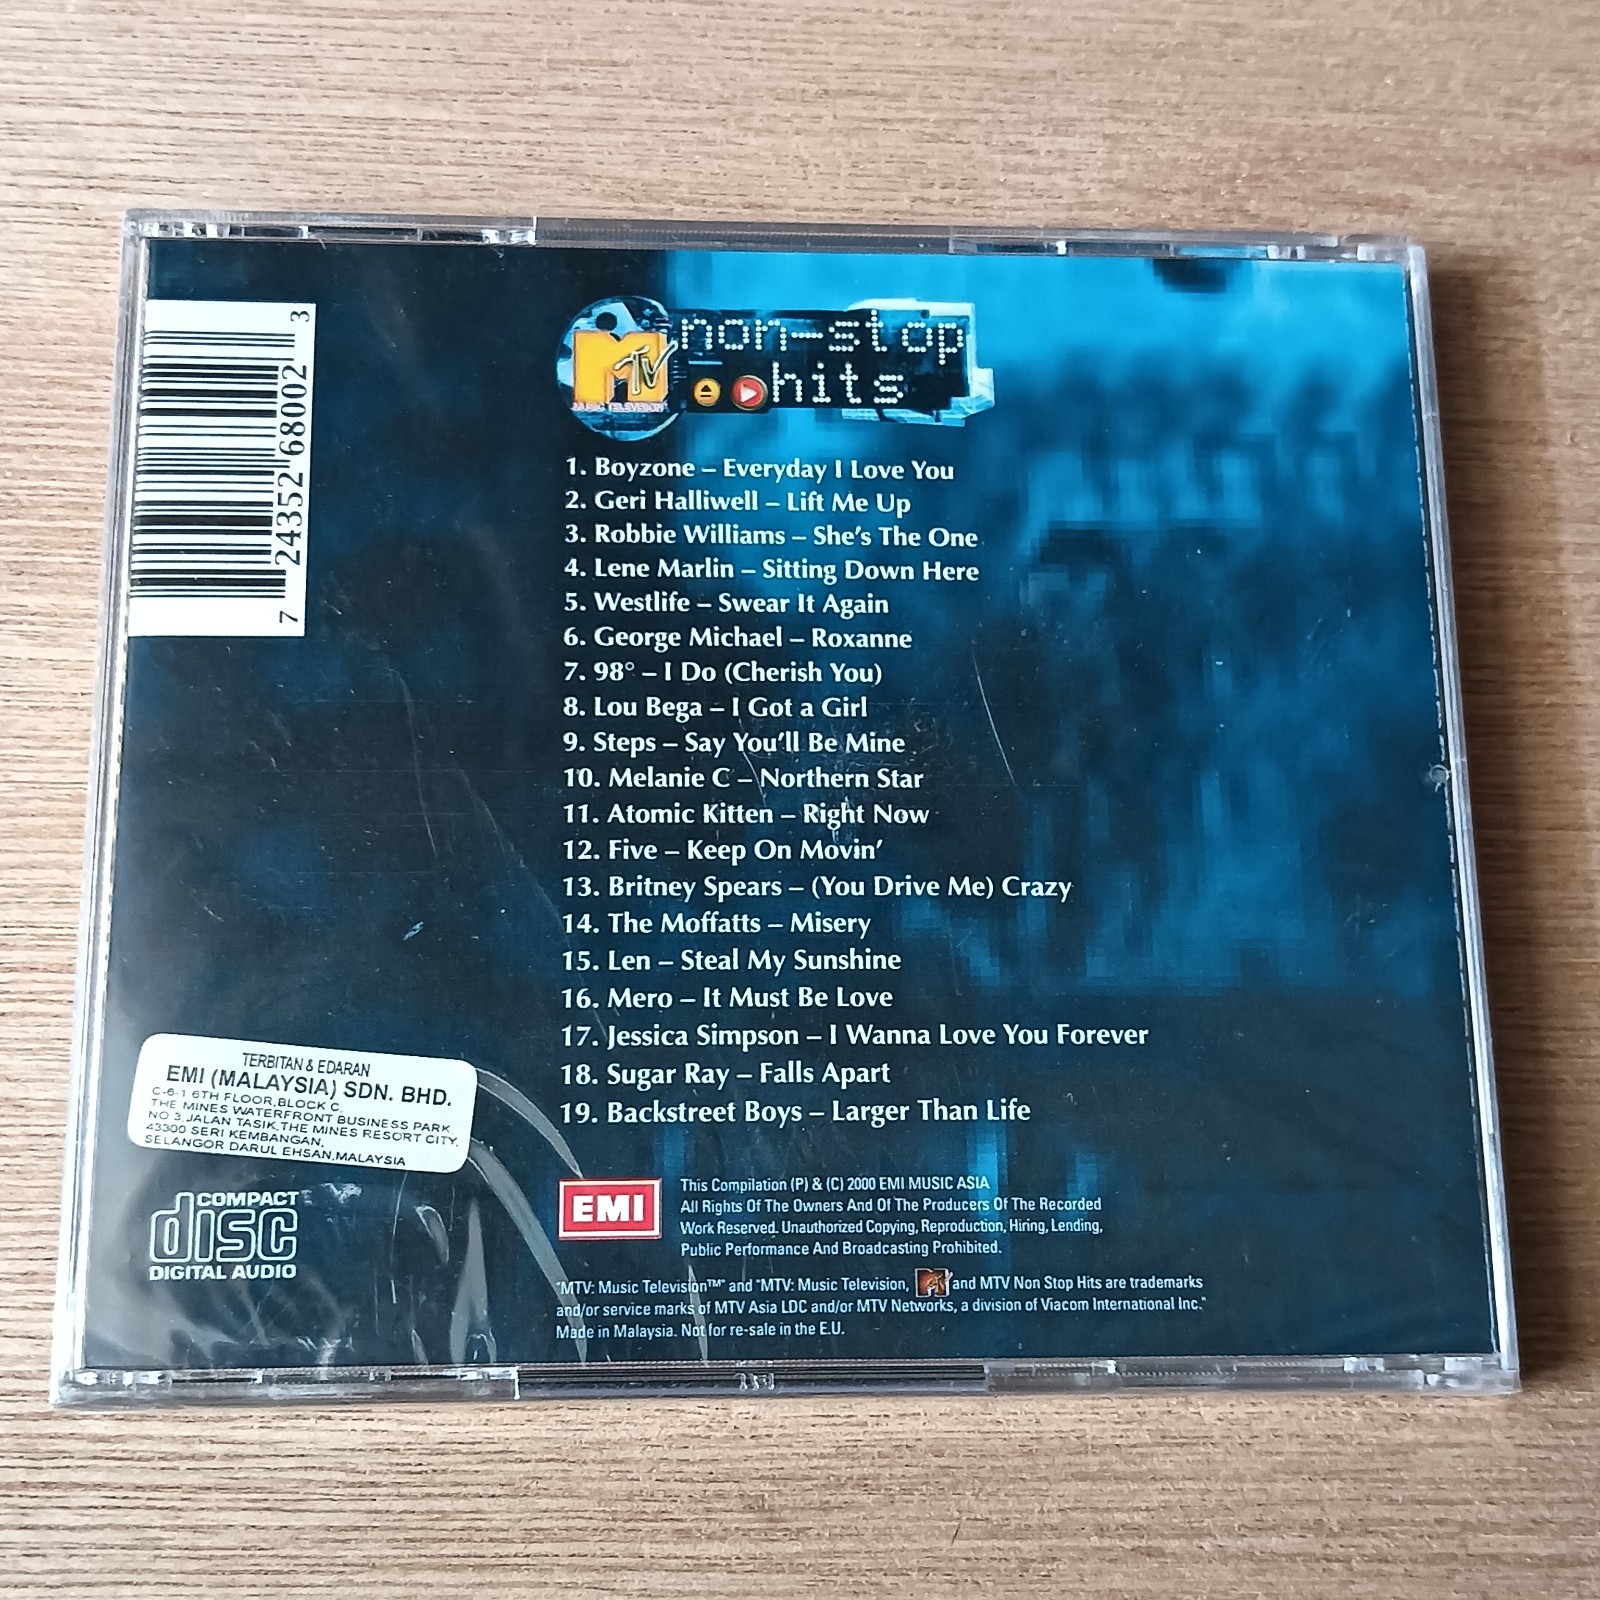 MTV
MUSIC TELEVISION
non-stop
hits
7 24352 68002 3
1. Boyzone – Everyday I Love You
2. Geri Halliwell – Lift Me Up
3. Robbie Williams – She's The One
4. Lene Marlin – Sitting Down Here
5. Westlife – Swear It Again
6. George Michael – Roxanne
7. 98° – I Do (Cherish You)
8. Lou Bega – I Got a Girl
9. Steps – Say You'll Be Mine
10. Melanie C – Northern Star
11. Atomic Kitten – Right Now
12. Five – Keep On Movin'
13. Britney Spears – (You Drive Me) Crazy
14. The Moffatts – Misery
15. Len – Steal My Sunshine
16. Mero – It Must Be Love
17. Jessica Simpson – I Wanna Love You Forever
18. Sugar Ray – Falls Apart
19. Backstreet Boys – Larger Than Life
TERBITAN & EDARAN
EMI (MALAYSIA) SDN. BHD.
C-6-1 6TH FLOOR,BLOCK C,
THE MINES WATERFRONT BUSINESS PARK,
NO 3,JALAN TASIK,THE MINES RESORT CITY,
43300 SERI KEMBANGAN,
SELANGOR DARUL EHSAN,MALAYSIA
COMPACT
disc
DIGITAL AUDIO
EMI
This Compilation (P) & (C) 2000 EMI MUSIC ASIA
All Rights Of The Owners And Of The Producers Of The Recorded
Work Reserved. Unauthorized Copying, Reproduction, Hiring, Lending,
Public Performance And Broadcasting Prohibited.
"MTV: Music Television™" and "MTV: Music Television, MTV and MTV Non Stop Hits are trademarks
and/or service marks of MTV Asia LDC and/or MTV Networks, a division of Viacom International Inc."
Made in Malaysia. Not for re-sale in the E.U.